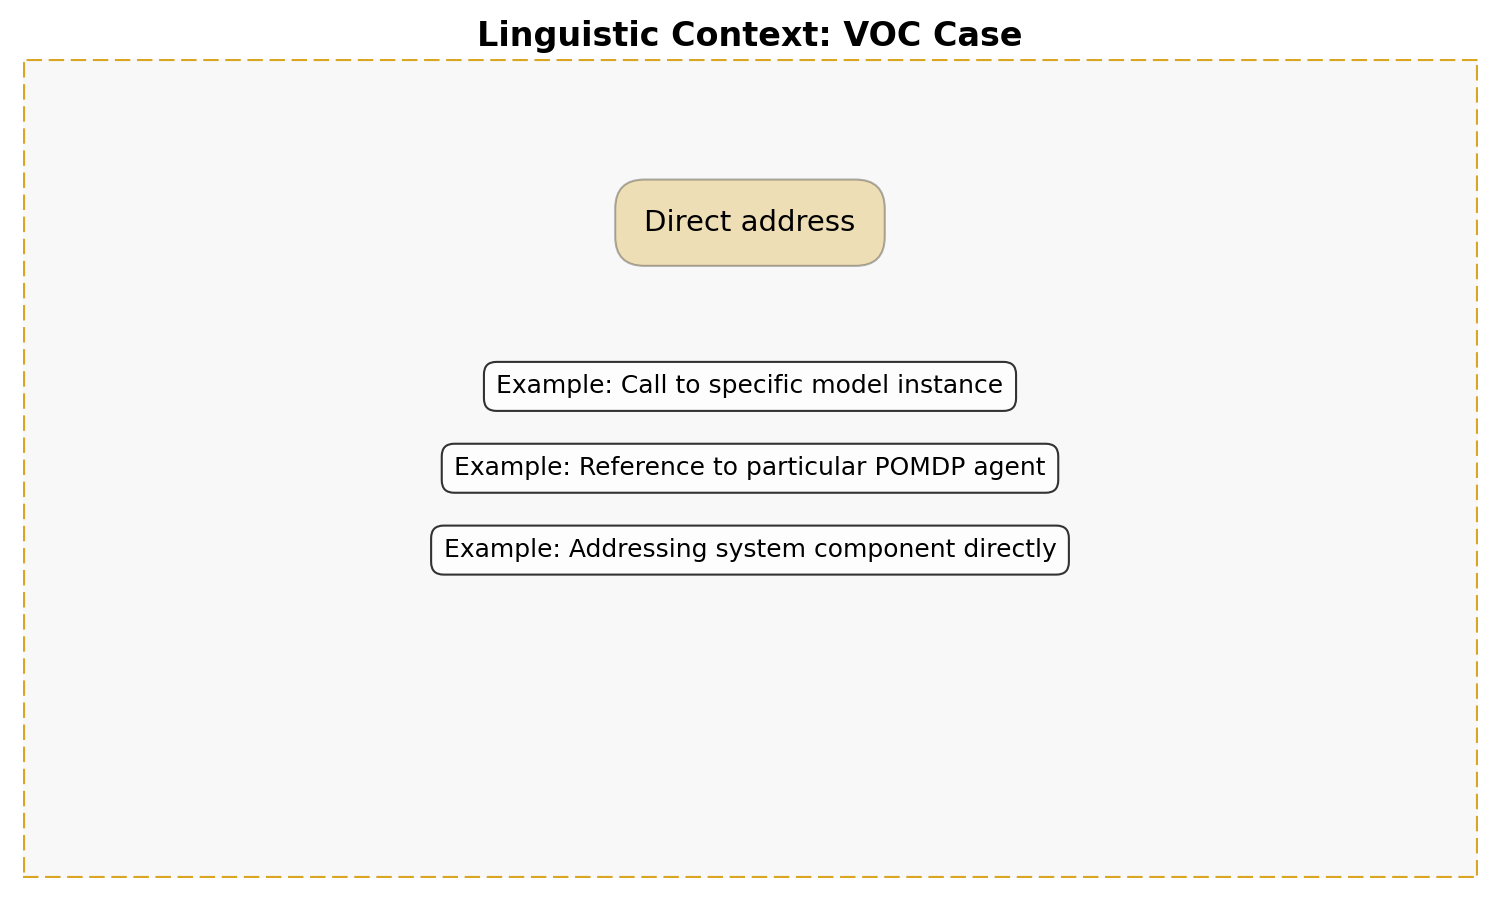 Linguistic Context: VOC Case
Direct address
Example: Call to specific model instance
Example: Reference to particular POMDP agent
Example: Addressing system component directly